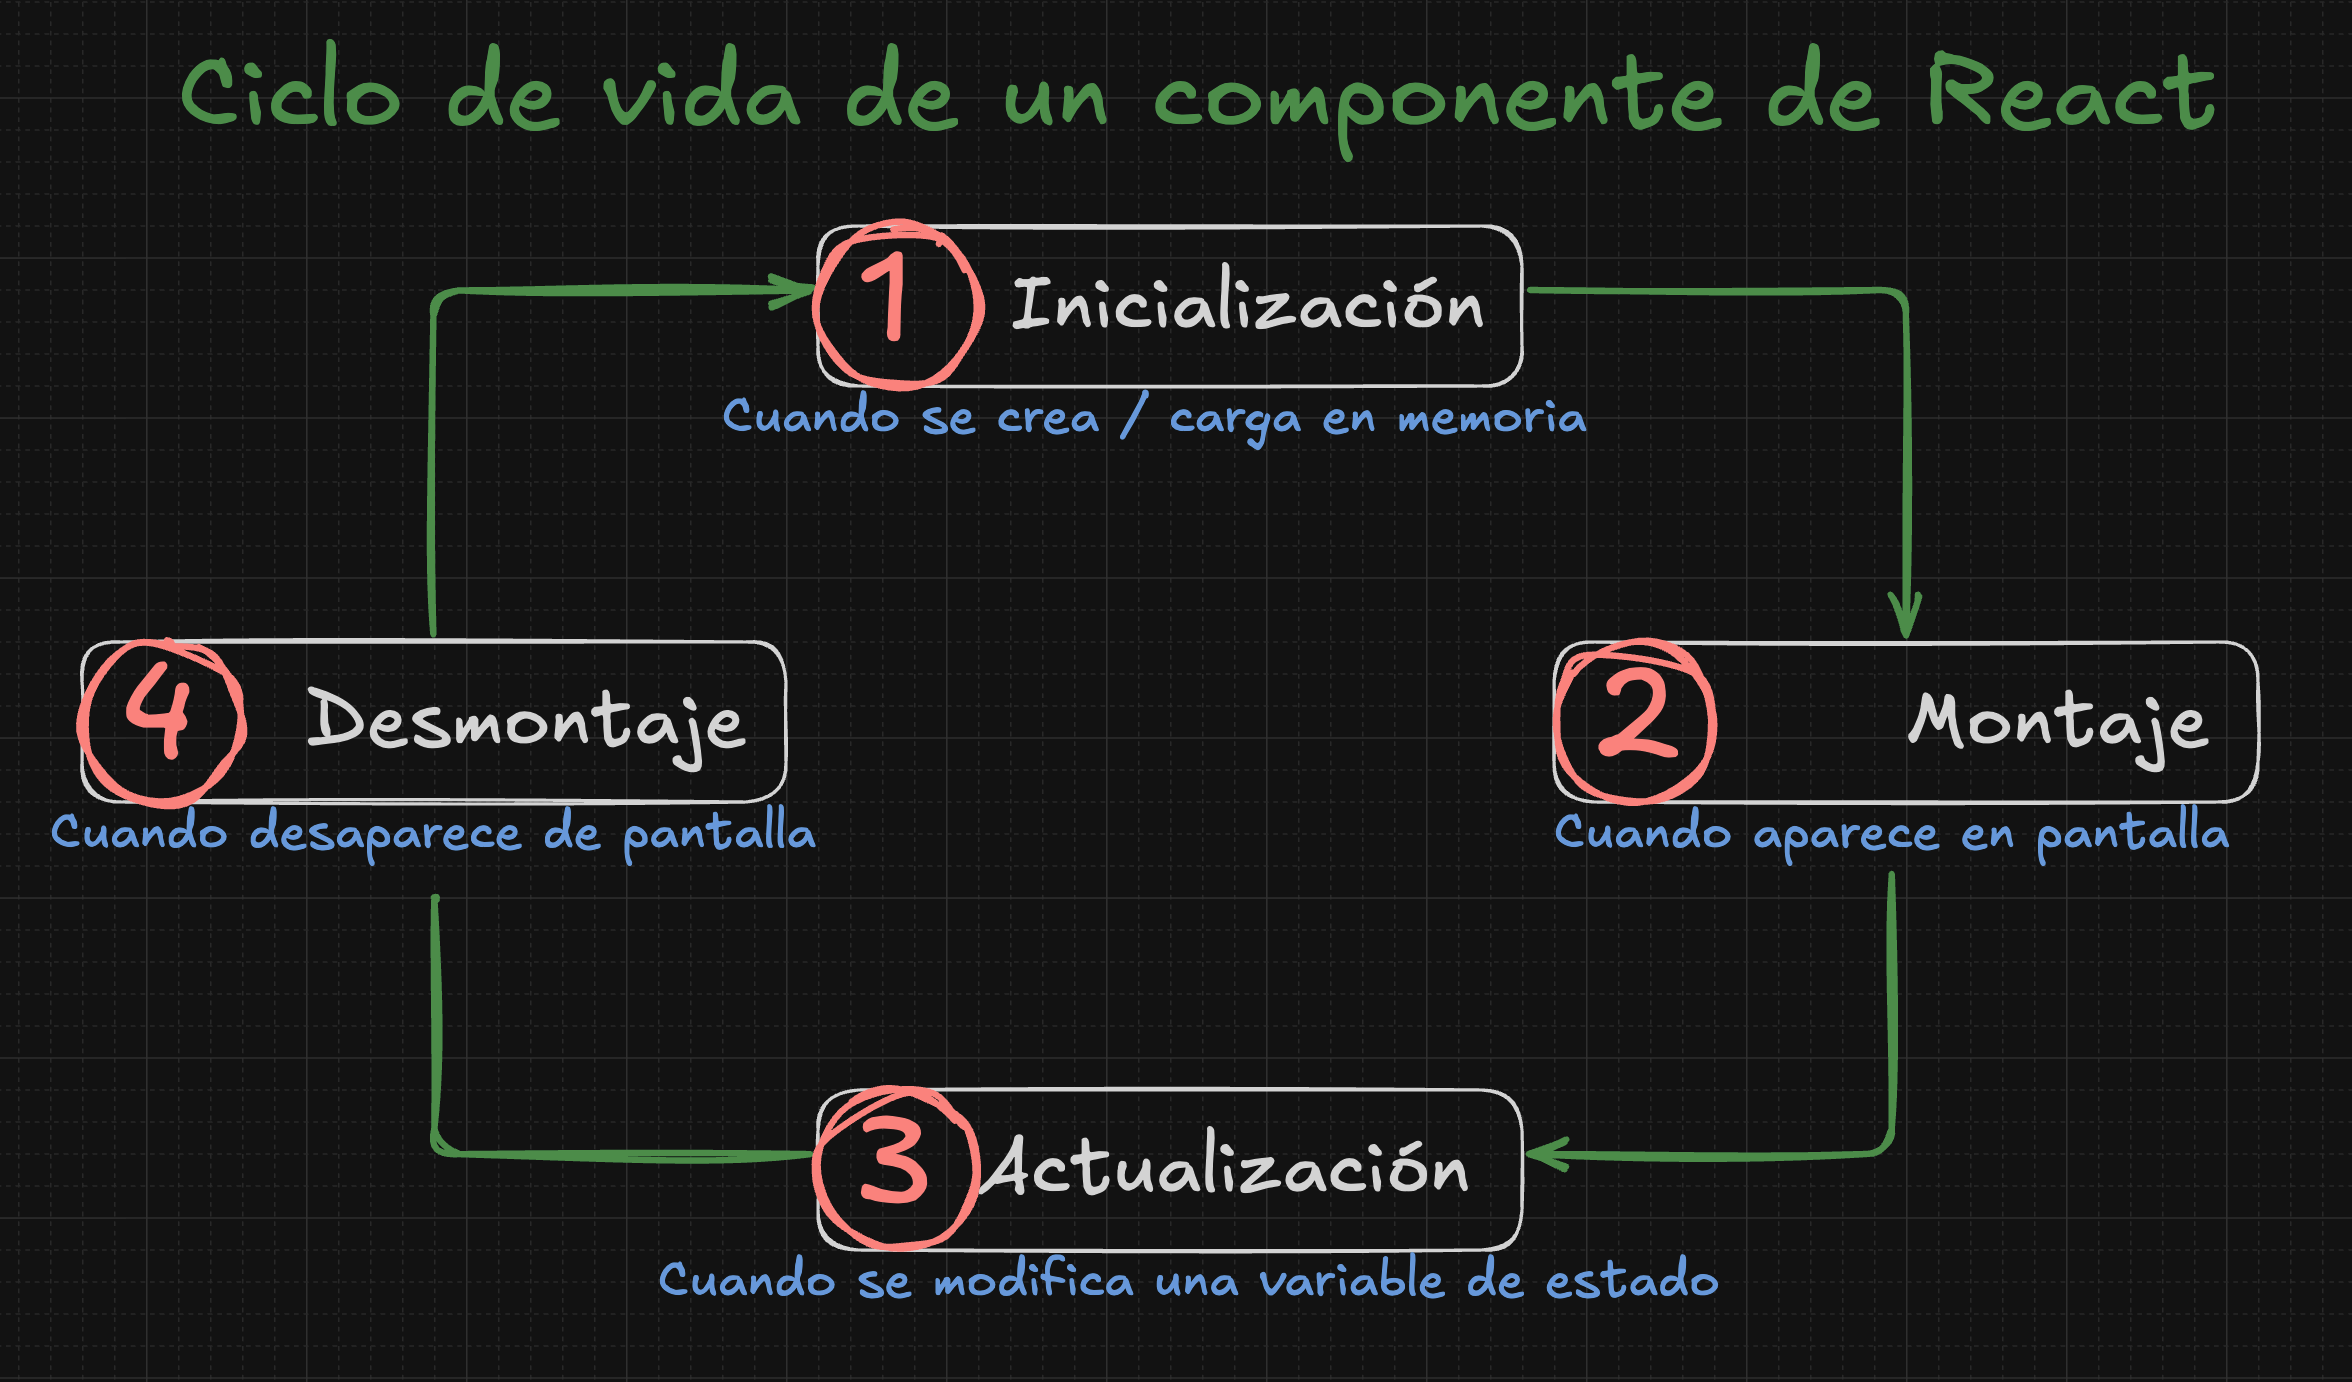 Ciclo de vida de un componente de React
1 Inicialización
Cuando se crea / carga en memoria
4 Desmontaje
Cuando desaparece de pantalla
2 Montaje
Cuando aparece en pantalla
3 Actualización
Cuando se modifica una variable de estado